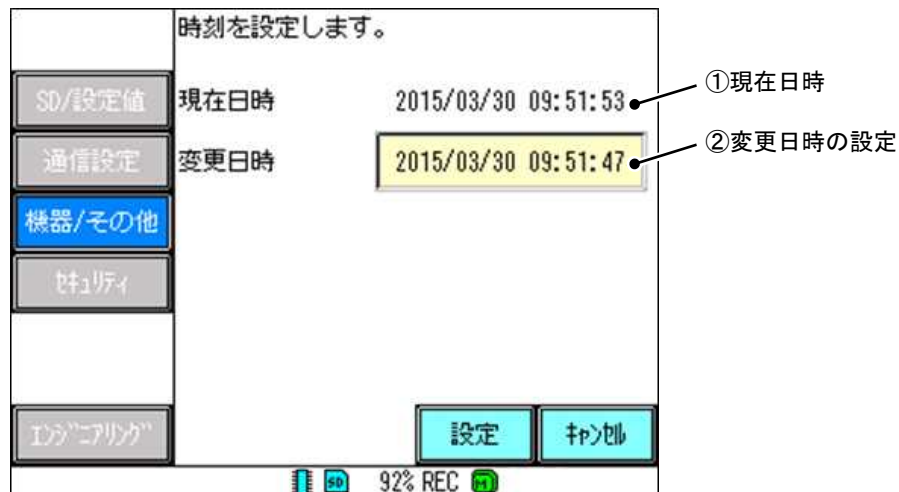 時刻を設定します。
SD/設定値
現在日時 2015/03/30 09:51:53
①現在日時
通信設定
変更日時 2015/03/30 09:51:47
②変更日時の設定
機器/その他
ｾｷｭﾘﾃｨ
ｴﾝｼﾞﾆｱﾘﾝｸﾞ
設定
ｷｬﾝｾﾙ
SD 92% REC M